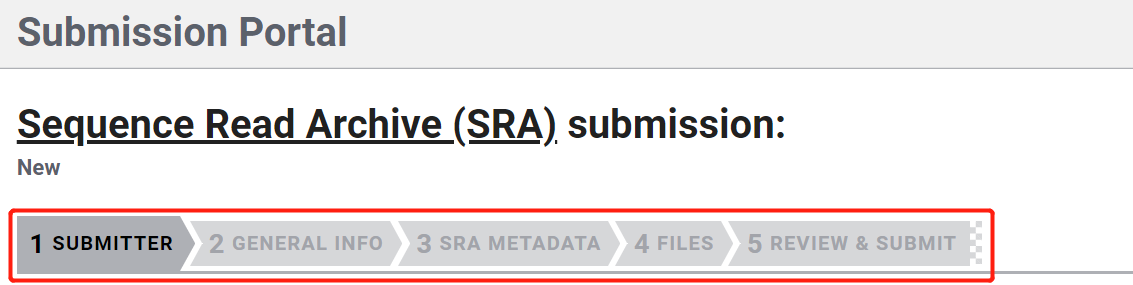 Submission Portal
Sequence Read Archive (SRA) submission:
New
1 SUBMITTER 2 GENERAL INFO 3 SRA METADATA 4 FILES 5 REVIEW & SUBMIT